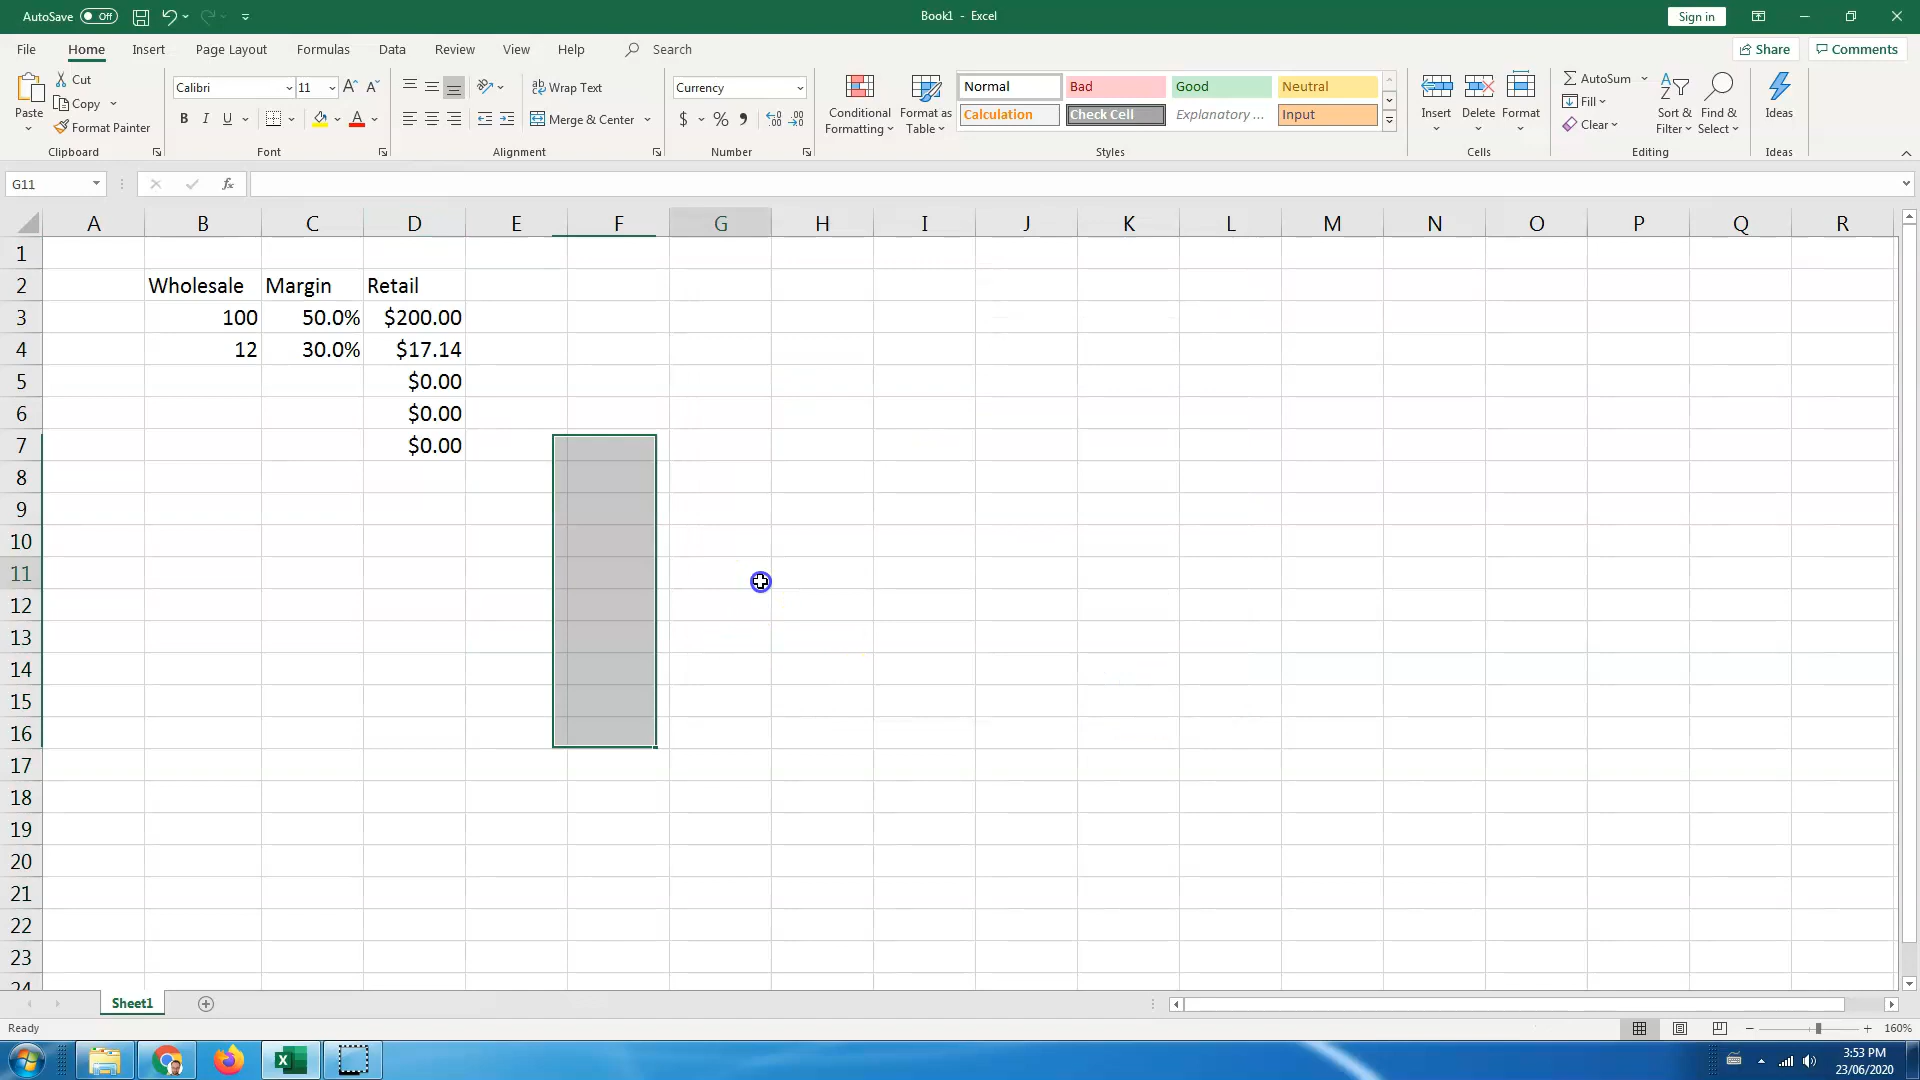 AutoSave Off Book1 - Excel Sign in
File Home Insert Page Layout Formulas Data Review View Help Search Share Comments
Paste Cut Copy Format Painter Clipboard
Calibri 11 B I U A A A Font
Wrap Text Merge & Center Alignment
Currency $ % Number
Conditional Formatting Format as Table
Normal Bad Good Neutral
Calculation Check Cell Explanatory ... Input
Styles
Insert Delete Format Cells
AutoSum Fill Clear Sort & Filter Find & Select Editing
Ideas Ideas
G11 fx
A B C D E F G H I J K L M N O P Q R
1
2 Wholesale Margin Retail
3 100 50.0% $200.00
4 12 30.0% $17.14
5 $0.00
6 $0.00
7 $0.00
8
9
10
11
12
13
14
15
16
17
18
19
20
21
22
23
24
Sheet1
Ready 160%
3:53 PM
23/06/2020